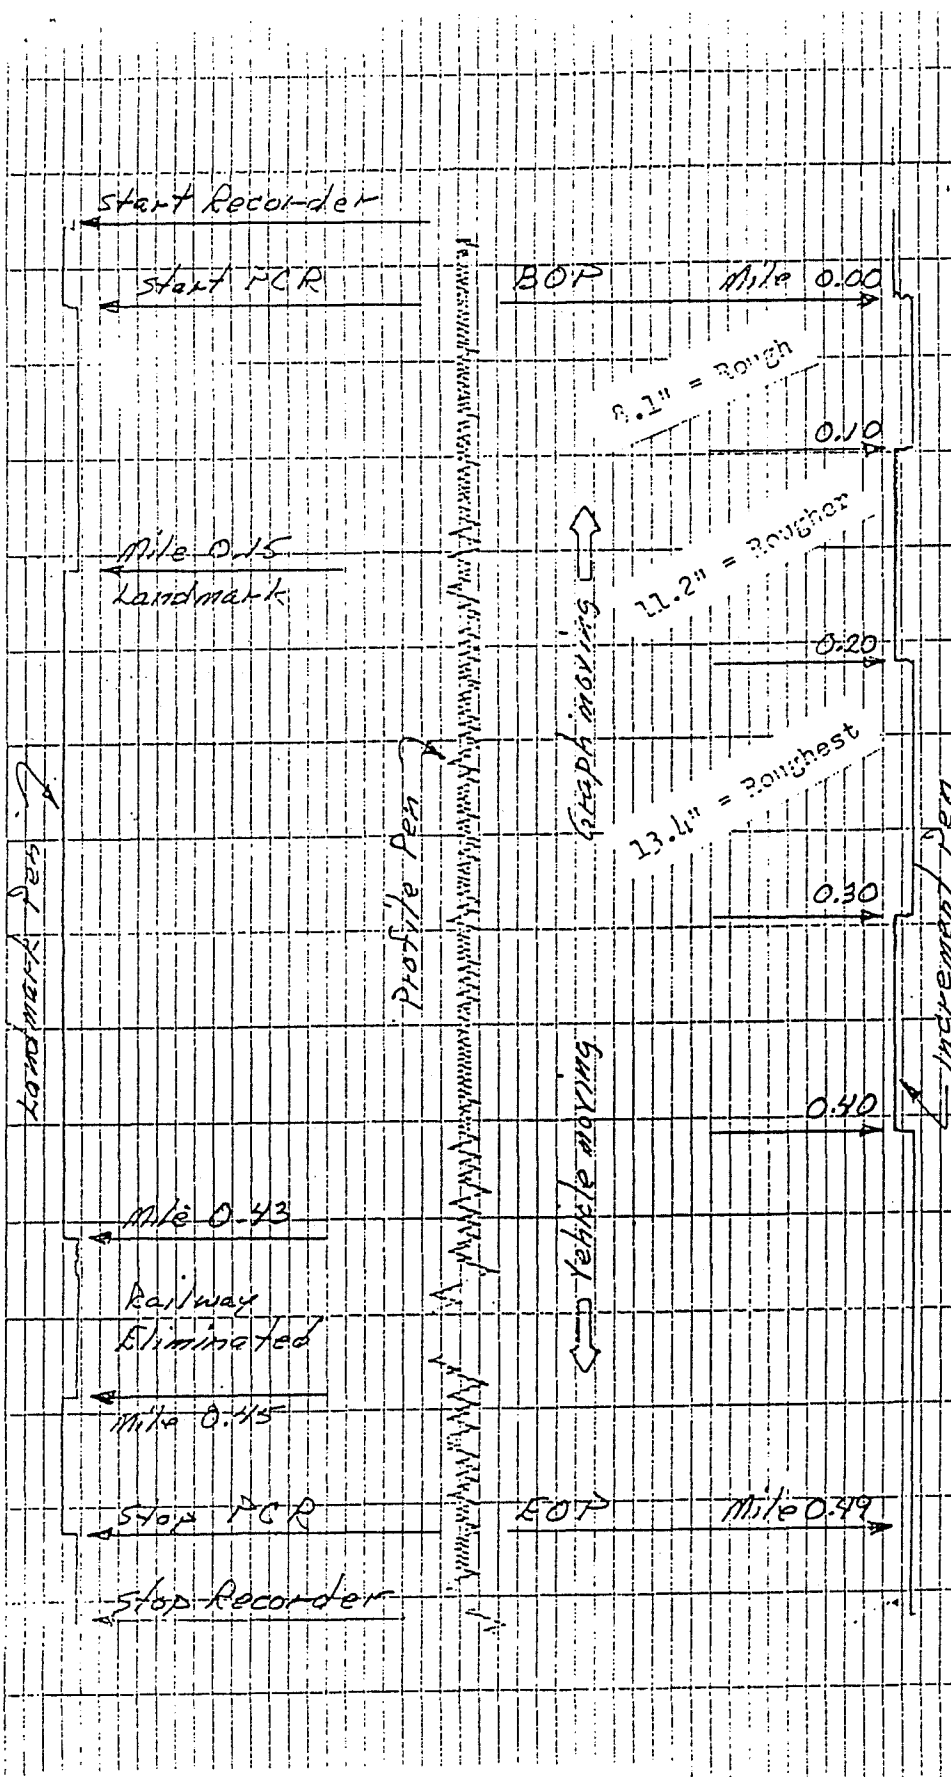 Start Recorder
Start PCR
BOP
Mile 0.00
8.1" = Rough
0.10
11.2" = Rougher
Mile 0.15
Landmark
0.20
Graph moving
13.4" = Roughest
Landmark Pen
Profile Pen
0.30
Increment Pen
Vehicle moving
0.40
Mile 0.43
Railway
Eliminated
Mile 0.45
Stop PCR
EOP
Mile 0.49
Stop Recorder